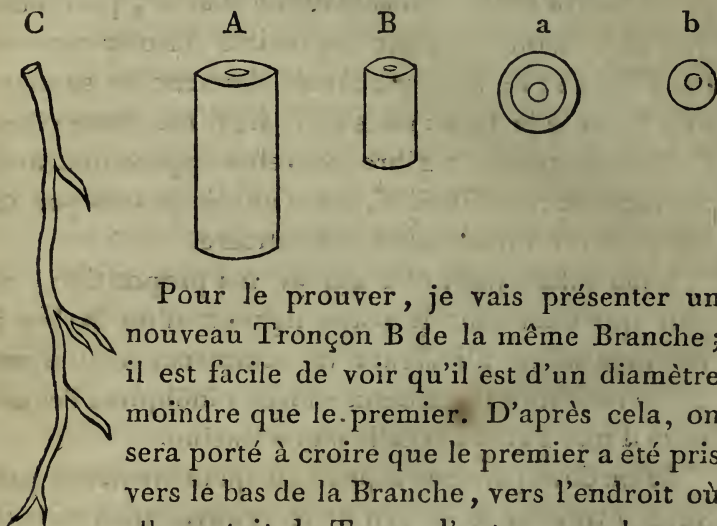 C A B a b
Pour le prouver, je vais présenter un
nouveau Tronçon B de la même Branche ;
il est facile de voir qu'il est d'un diamètre
moindre que le premier. D'après cela, on
sera porté à croire que le premier a été pris
vers le bas de la Branche, vers l'endroit où